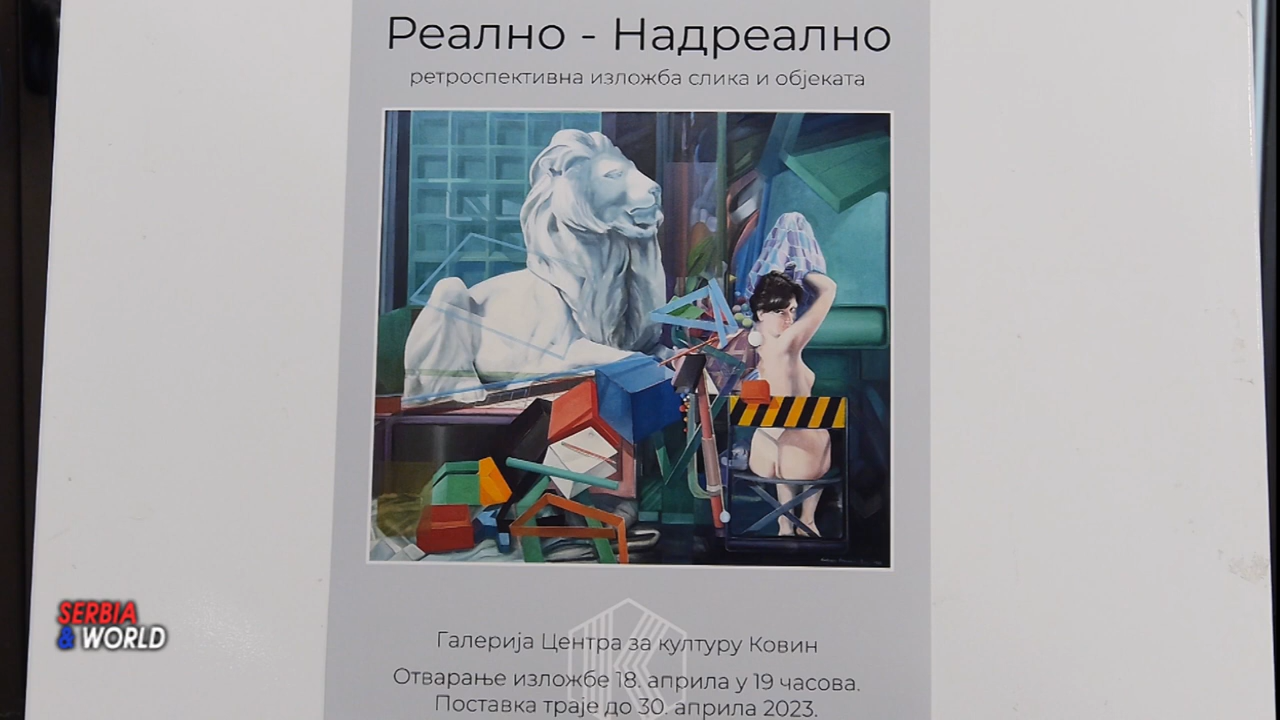 Реално - Надреално
ретроспективна изложба слика и објеката
SERBIA
& WORLD
Галерија Центра за културу Ковин
Отварање изложбе 18. априла у 19 часова.
Поставка траје до 30. априла 2023.